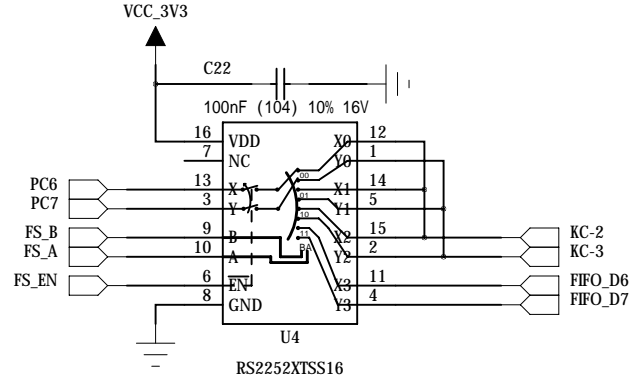 VCC_3V3
C22
100nF (104) 10% 16V
16 VDD X0 12
7 NC Y0 1
PC6 13 X 00 X1 14
PC7 3 Y 01 Y1 5
FS_B 9 B 10 X2 15 KC-2
FS_A 10 A 11 BA Y2 2 KC-3
FS_EN 6 EN X3 11 FIFO_D6
8 GND Y3 4 FIFO_D7
U4
RS2252XTSS16